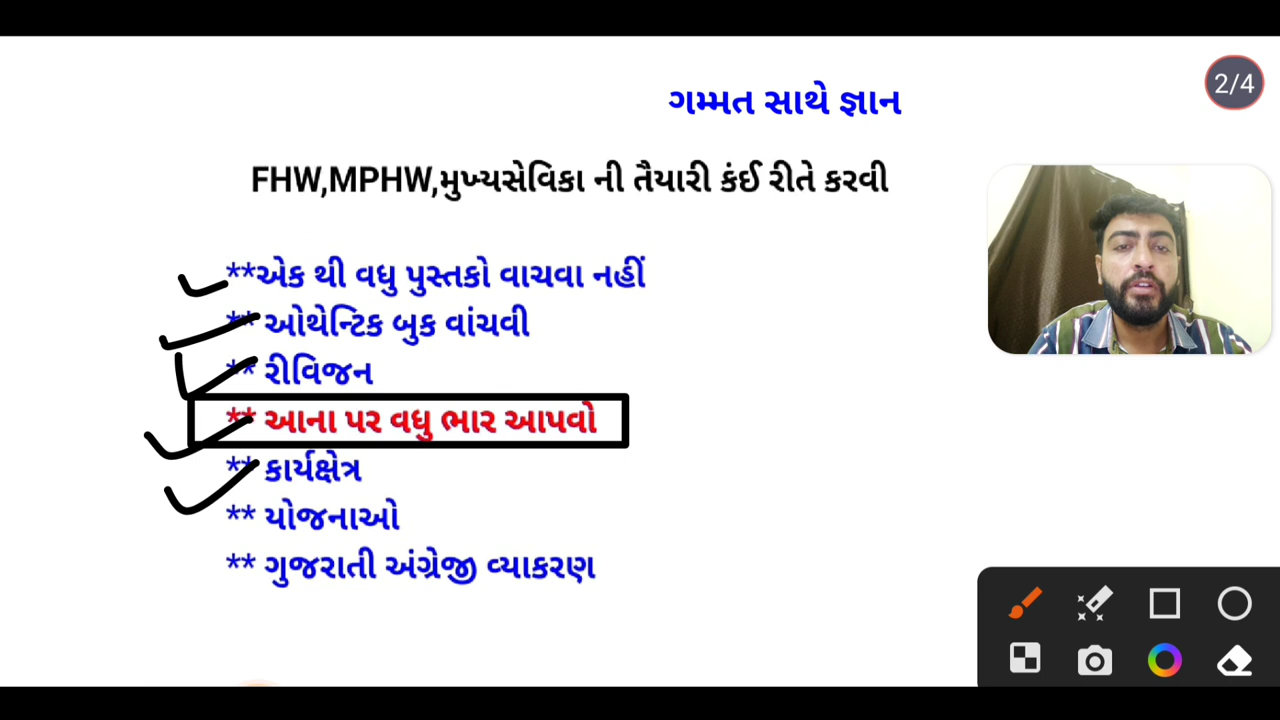 ગમ્મત સાથે જ્ઞાન
2/4
FHW,MPHW,મુખ્યસેવિકા ની તૈયારી કંઈ રીતે કરવી
**એક થી વધુ પુસ્તકો વાચવા નહીં
** ઓથેન્ટિક બુક વાંચવી
** રીવિજન
** આના પર વધુ ભાર આપવો
** કાર્યક્ષેત્ર
** યોજનાઓ
** ગુજરાતી અંગ્રેજી વ્યાકરણ